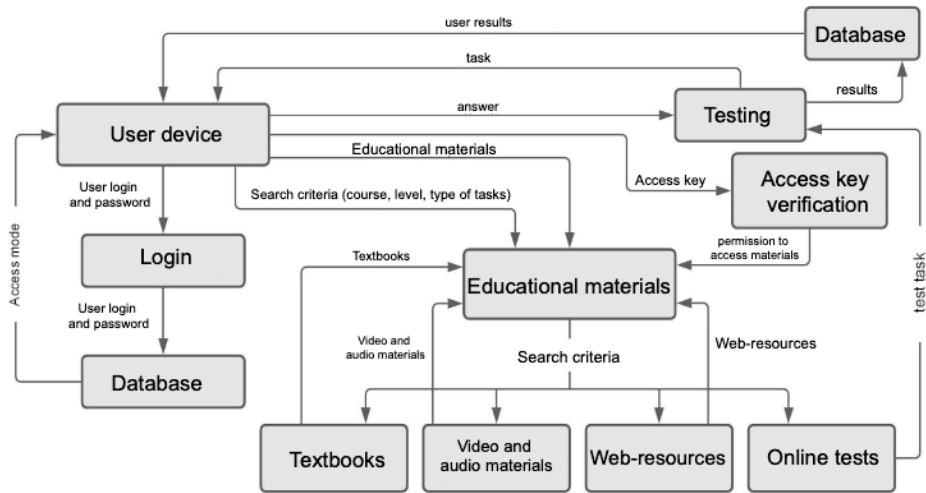 user results
Database
task
results
answer
Testing
User device
Educational materials
Access key
Access key
verification
User login
and password
Search criteria (course, level, type of tasks)
Access mode
Login
Textbooks
permission to
access materials
Educational materials
test task
User login
and password
Video and
audio materials
Search criteria
Web-resources
Database
Textbooks
Video and
audio materials
Web-resources
Online tests